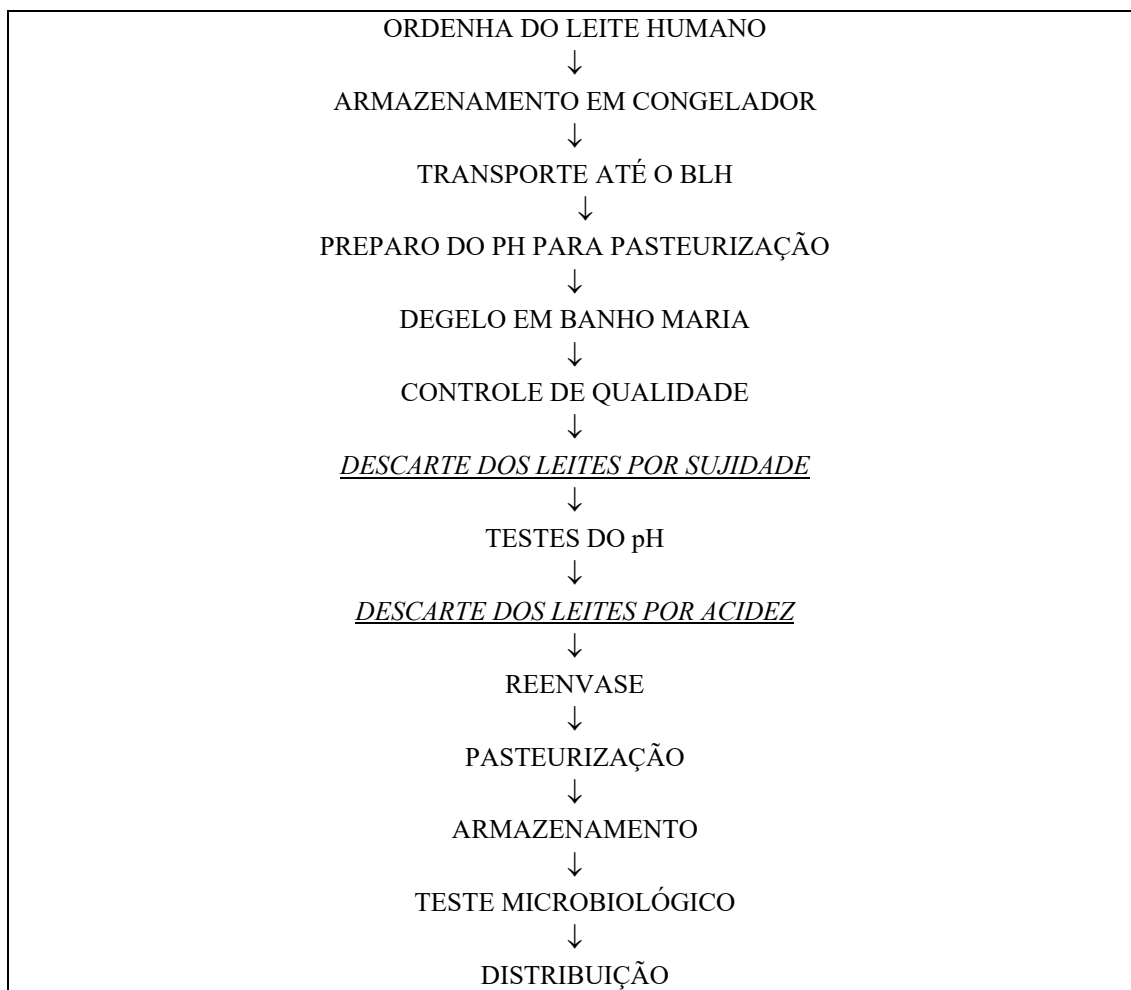 ORDENHA DO LEITE HUMANO
↓
ARMAZENAMENTO EM CONGELADOR
↓
TRANSPORTE ATÉ O BLH
↓
PREPARO DO PH PARA PASTEURIZAÇÃO
↓
DEGELO EM BANHO MARIA
↓
CONTROLE DE QUALIDADE
↓
DESCARTE DOS LEITES POR SUJIDADE
↓
TESTES DO pH
↓
DESCARTE DOS LEITES POR ACIDEZ
↓
REENVASE
↓
PASTEURIZAÇÃO
↓
ARMAZENAMENTO
↓
TESTE MICROBIOLÓGICO
↓
DISTRIBUIÇÃO